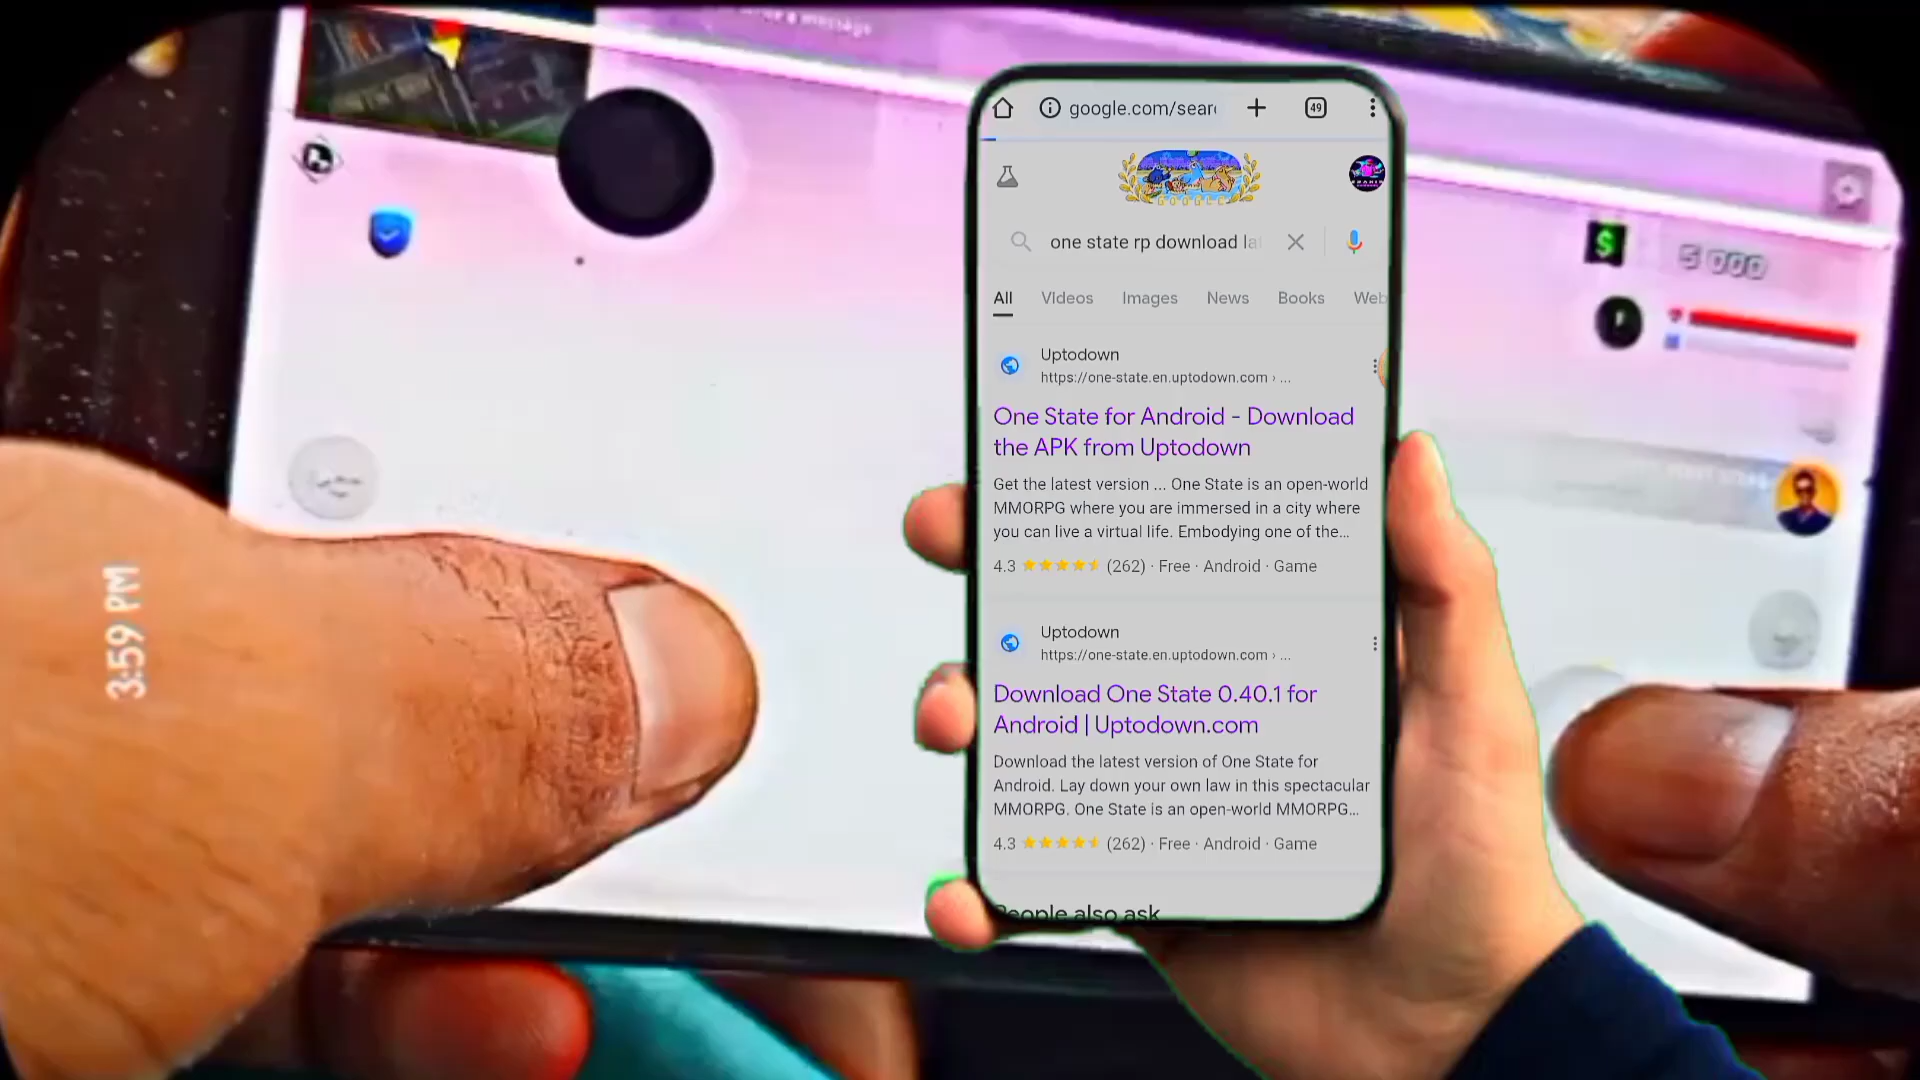 a message
google.com/sear
49
GOOGLE
one state rp download la
All Videos Images News Books Web
Uptodown
https://one-state.en.uptodown.com › ...
One State for Android - Download
the APK from Uptodown
Get the latest version ... One State is an open-world
MMORPG where you are immersed in a city where
you can live a virtual life. Embodying one of the...
4.3 (262) · Free · Android · Game
Uptodown
https://one-state.en.uptodown.com › ...
Download One State 0.40.1 for
Android | Uptodown.com
Download the latest version of One State for
Android. Lay down your own law in this spectacular
MMORPG. One State is an open-world MMORPG...
4.3 (262) · Free · Android · Game
People also ask
$ 5 000
3:59 PM